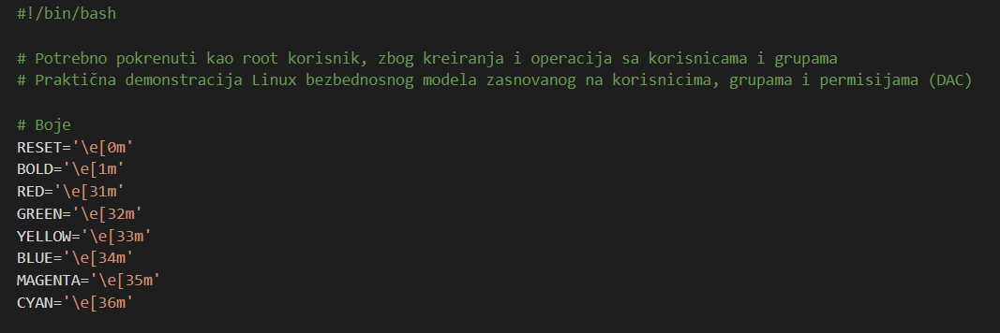 #!/bin/bash
# Potrebno pokrenuti kao root korisnik, zbog kreiranja i operacija sa korisnicama i grupama
# Praktična demonstracija Linux bezbednosnog modela zasnovanog na korisnicima, grupama i permisijama (DAC)
# Boje
RESET='\e[0m'
BOLD='\e[1m'
RED='\e[31m'
GREEN='\e[32m'
YELLOW='\e[33m'
BLUE='\e[34m'
MAGENTA='\e[35m'
CYAN='\e[36m'